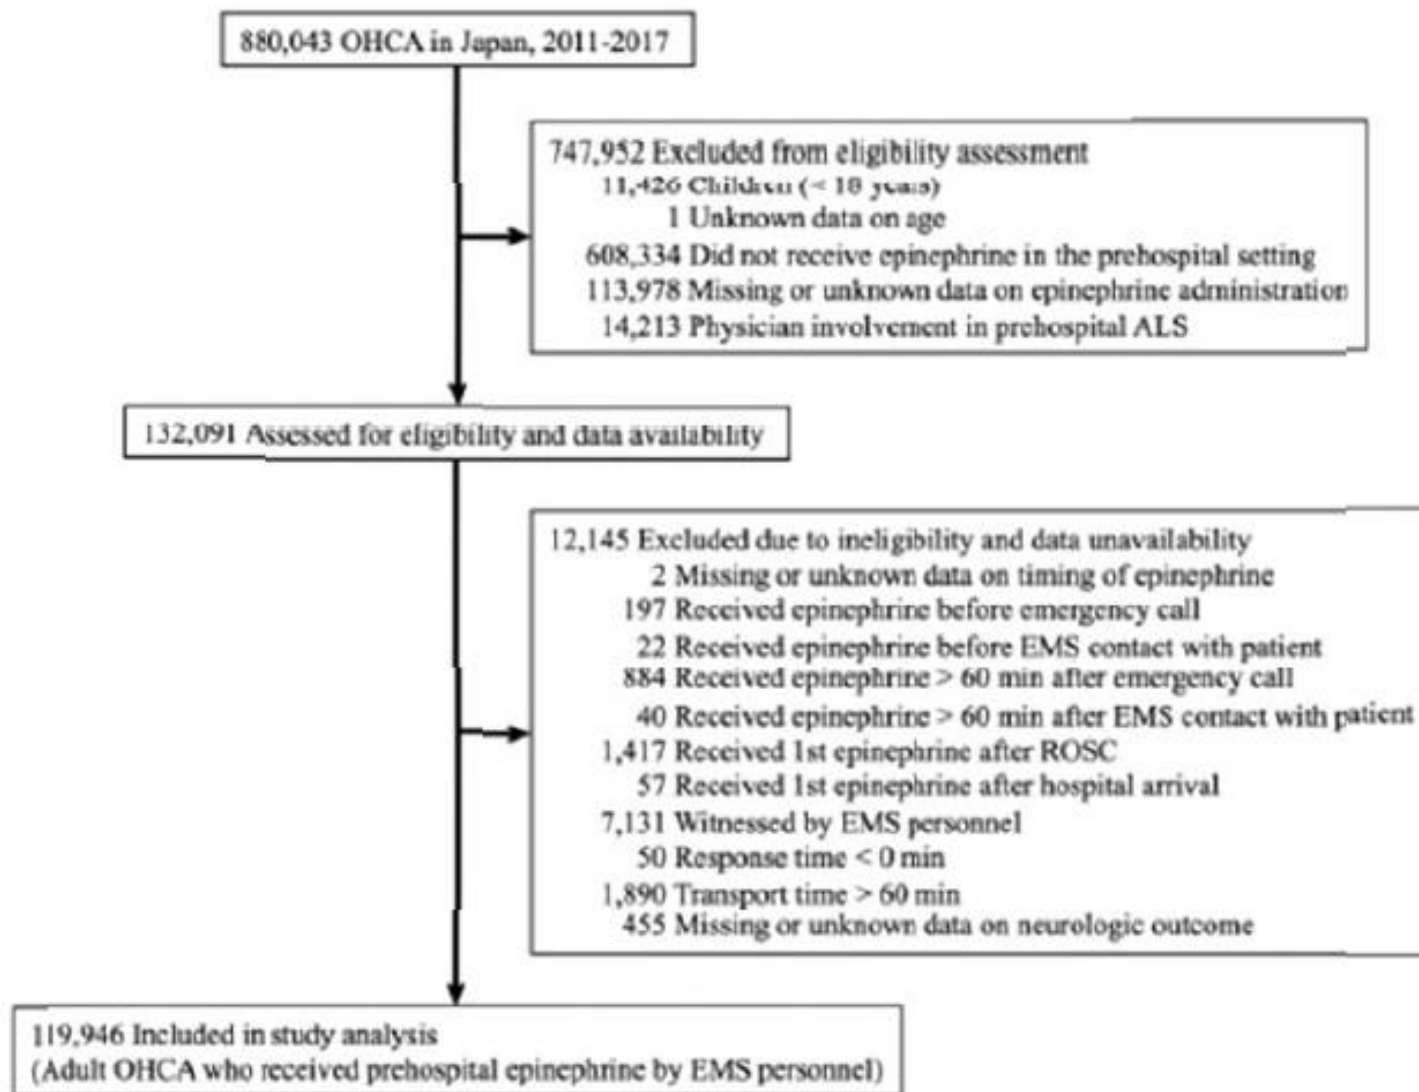 880,043 OHCA in Japan, 2011-2017
747,952 Excluded from eligibility assessment
11,426 Children (< 18 years)
1 Unknown data on age
608,334 Did not receive epinephrine in the prehospital setting
113,978 Missing or unknown data on epinephrine administration
14,213 Physician involvement in prehospital ALS
132,091 Assessed for eligibility and data availability
12,145 Excluded due to ineligibility and data unavailability
2 Missing or unknown data on timing of epinephrine
197 Received epinephrine before emergency call
22 Received epinephrine before EMS contact with patient
884 Received epinephrine > 60 min after emergency call
40 Received epinephrine > 60 min after EMS contact with patient
1,417 Received 1st epinephrine after ROSC
57 Received 1st epinephrine after hospital arrival
7,131 Witnessed by EMS personnel
50 Response time < 0 min
1,890 Transport time > 60 min
455 Missing or unknown data on neurologic outcome
119,946 Included in study analysis
(Adult OHCA who received prehospital epinephrine by EMS personnel)